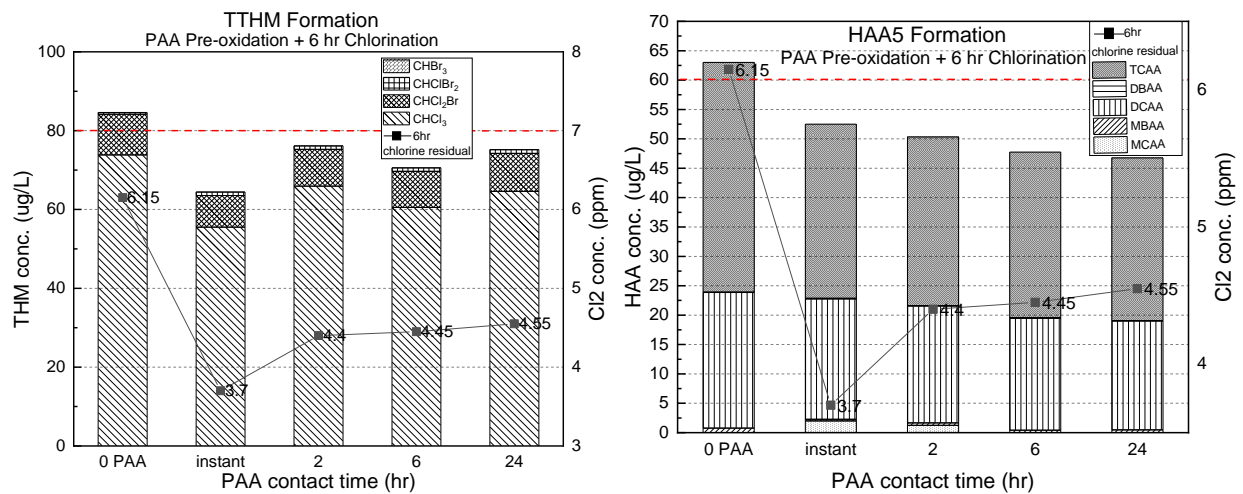 TTHM Formation
PAA Pre-oxidation + 6 hr Chlorination
THM conc. (ug/L)
100
80
60
40
20
0
CHBr3
CHClBr2
CHCl2Br
CHCl3
6hr
chlorine residual
6.15
3.7
4.4
4.45
4.55
8
7
6
5
4
3
Cl2 conc. (ppm)
0 PAA instant 2 6 24
PAA contact time (hr)
HAA5 Formation
PAA Pre-oxidation + 6 hr Chlorination
HAA conc. (ug/L)
70
65
60
55
50
45
40
35
30
25
20
15
10
5
0
6hr
chlorine residual
TCAA
DBAA
DCAA
MBAA
MCAA
6.15
3.7
4.4
4.45
4.55
6
5
4
Cl2 conc. (ppm)
0 PAA instant 2 6 24
PAA contact time (hr)